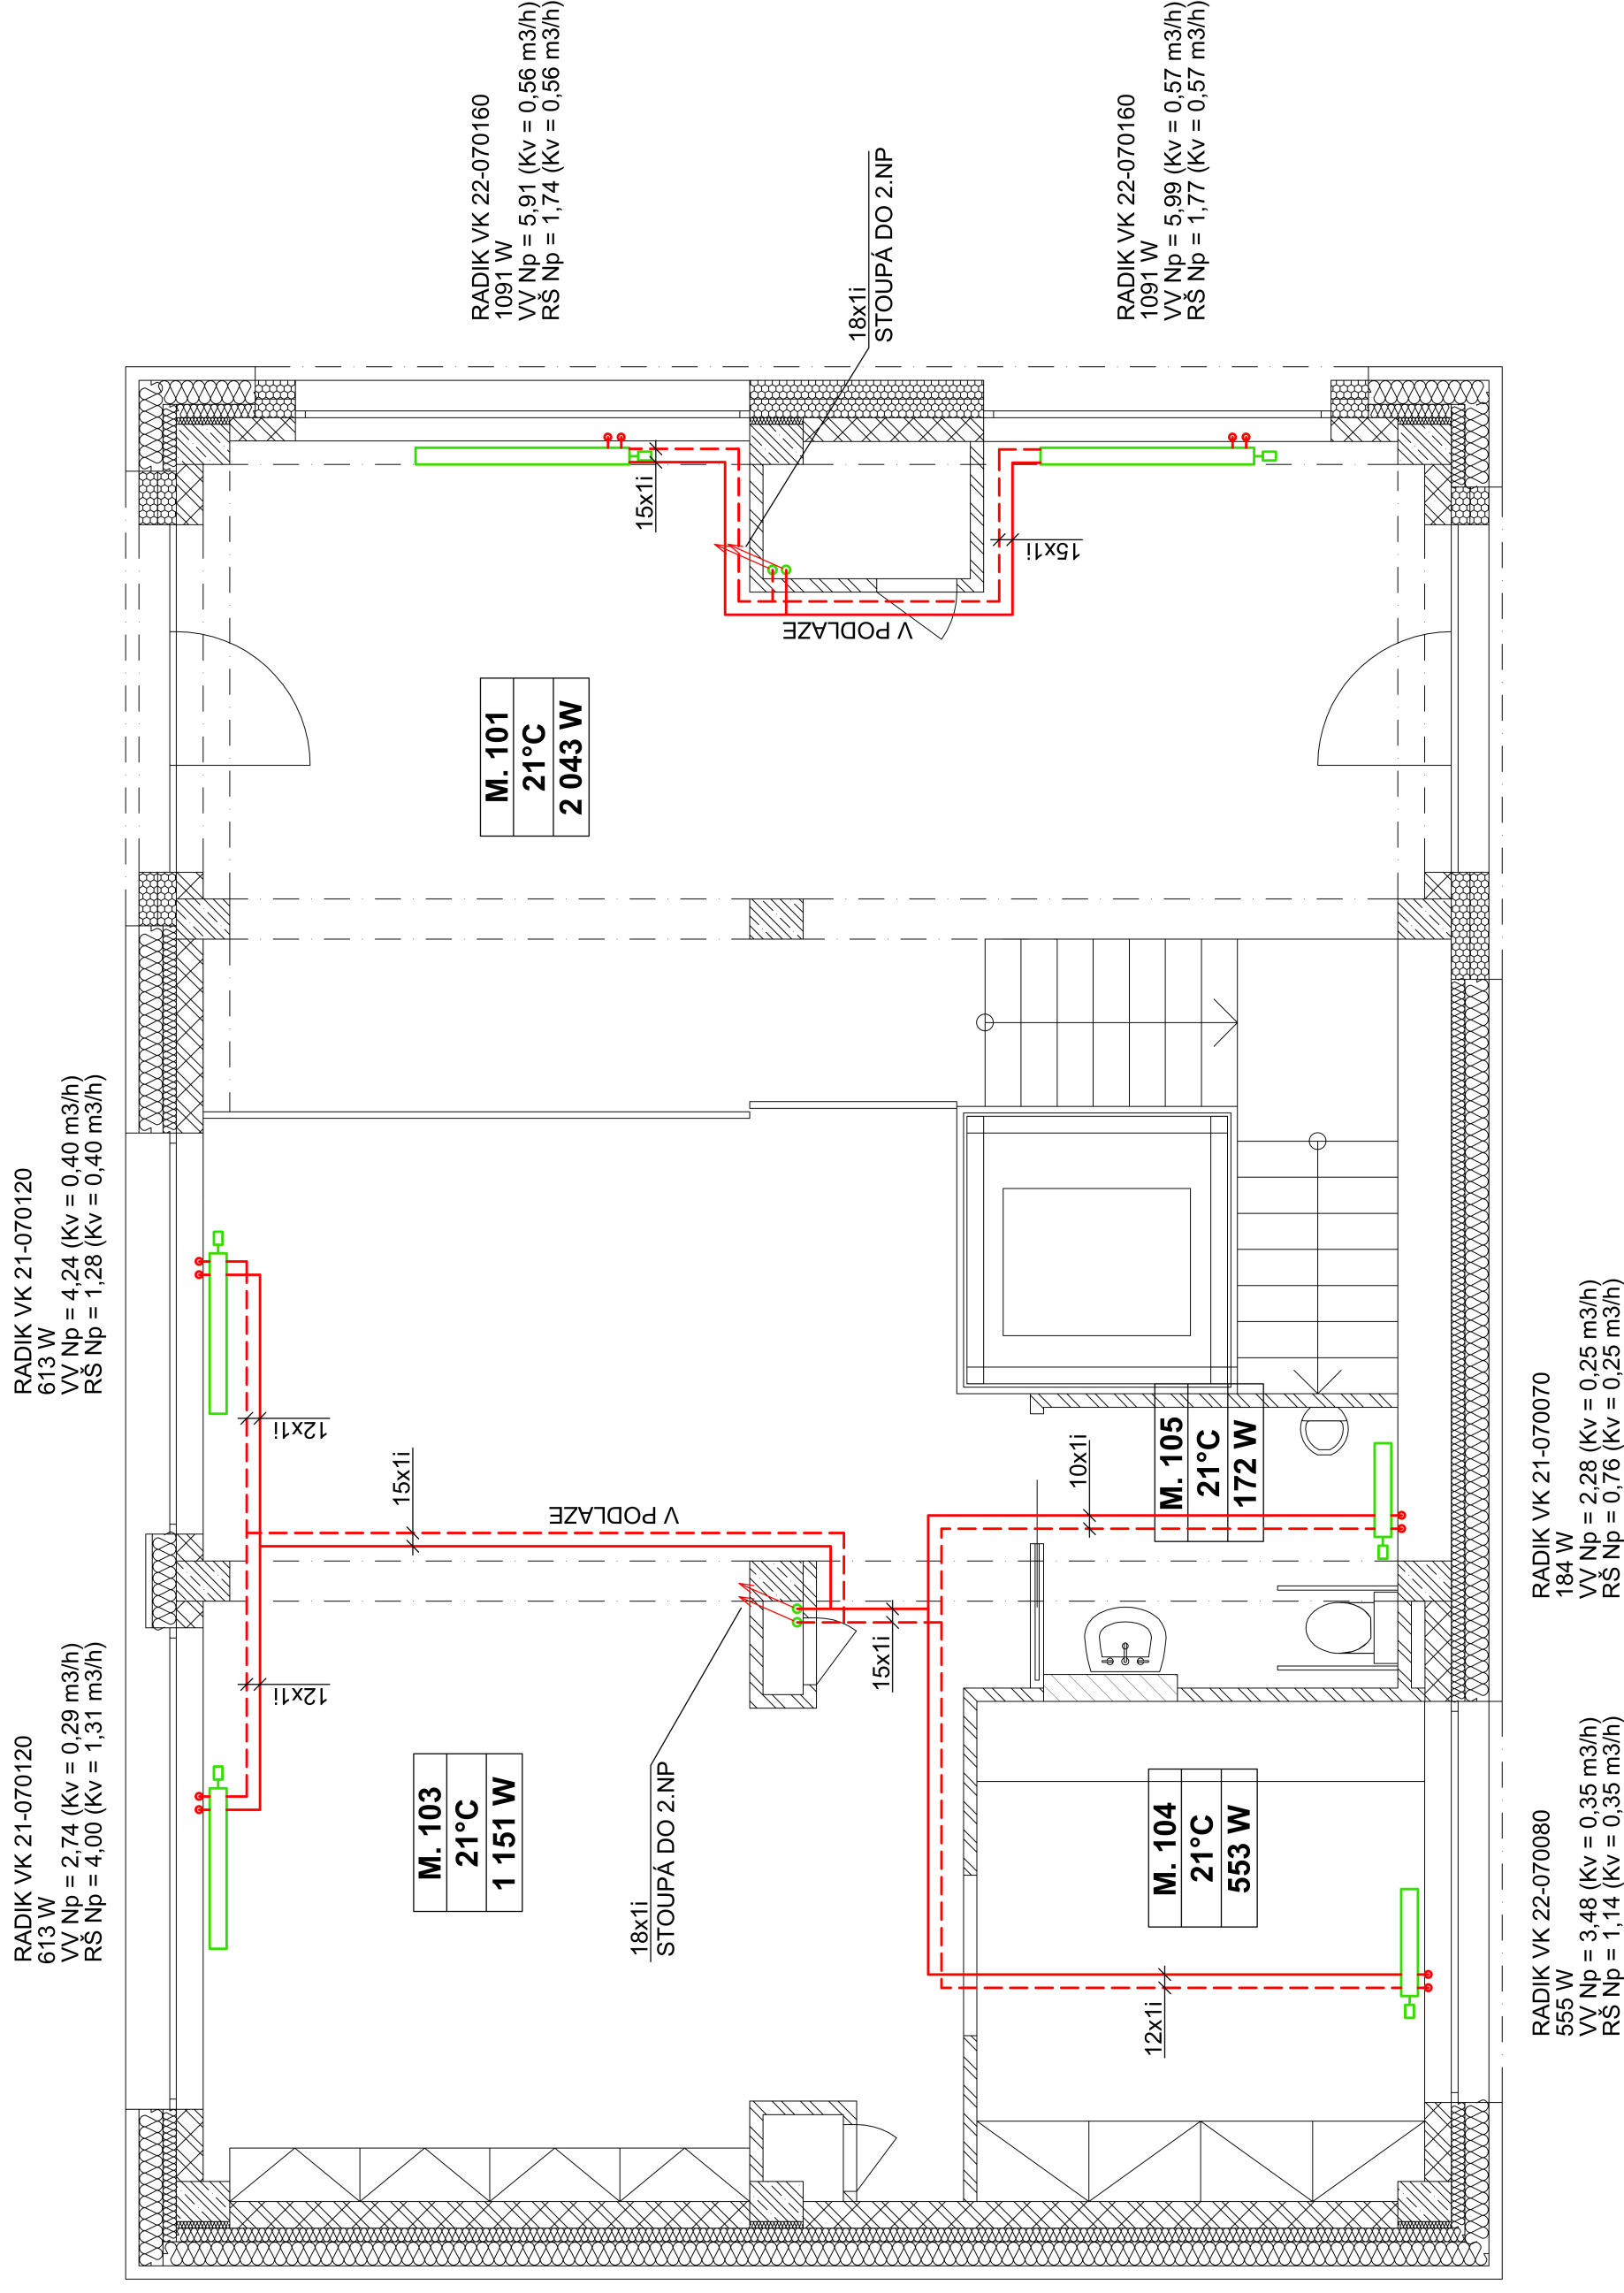 RADIK VK 22-070160
1091 W
VV Np = 5,91 (Kv = 0,56 m3/h)
RŠ Np = 1,74 (Kv = 0,56 m3/h)
18x1i
STOUPÁ DO 2.NP
RADIK VK 22-070160
1091 W
VV Np = 5,99 (Kv = 0,57 m3/h)
RŠ Np = 1,77 (Kv = 0,57 m3/h)
15x1i
15x1i
V PODLAZE
M. 101
21°C
2 043 W
RADIK VK 21-070120
613 W
VV Np = 4,24 (Kv = 0,40 m3/h)
RŠ Np = 1,28 (Kv = 0,40 m3/h)
12x1i
15x1i
V PODLAZE
10x1i
M. 105
21°C
172 W
RADIK VK 21-070070
184 W
VV Np = 2,28 (Kv = 0,25 m3/h)
RŠ Np = 0,76 (Kv = 0,25 m3/h)
RADIK VK 21-070120
613 W
VV Np = 2,74 (Kv = 0,29 m3/h)
RŠ Np = 4,00 (Kv = 1,31 m3/h)
12x1i
15x1i
M. 103
21°C
1 151 W
18x1i
STOUPÁ DO 2.NP
M. 104
21°C
553 W
12x1i
RADIK VK 22-070080
555 W
VV Np = 3,48 (Kv = 0,35 m3/h)
RŠ Np = 1,14 (Kv = 0,35 m3/h)